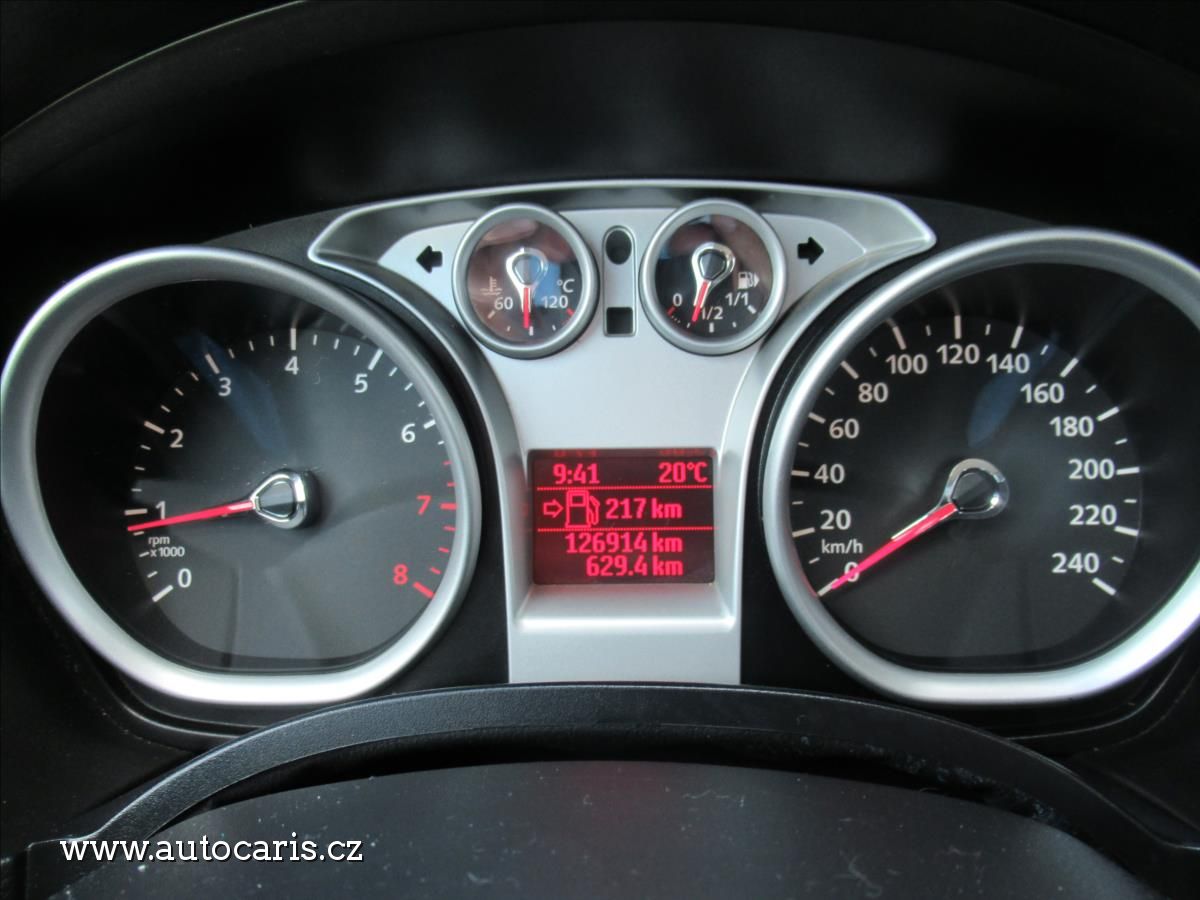 °C
60 120
0 1/2 1/1
0 1 2 3 4 5 6 7 8
rpm
x1000
9:41 20°C
217 km
126914 km
629.4 km
0 20 40 60 80 100 120 140 160 180 200 220 240
km/h
www.autocaris.cz